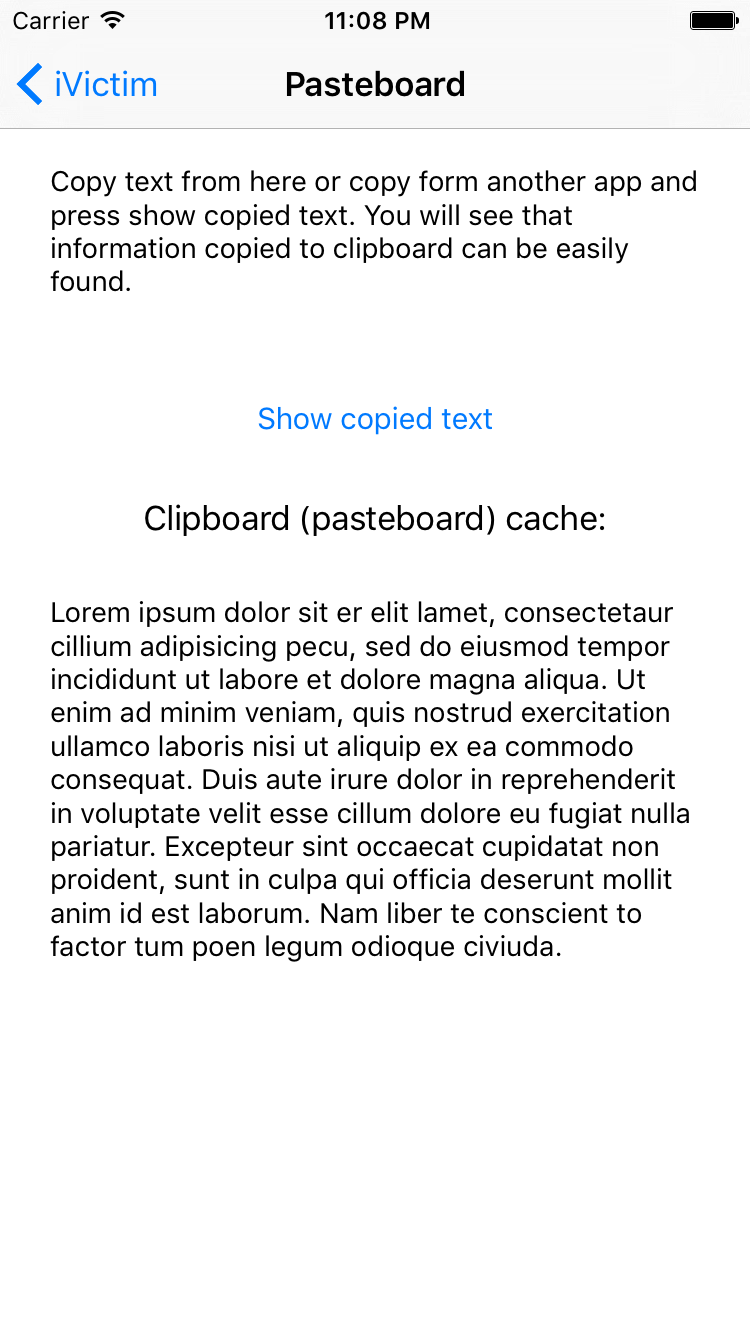 Carrier 11:08 PM
iVictim Pasteboard
Copy text from here or copy form another app and
press show copied text. You will see that
information copied to clipboard can be easily
found.
Show copied text
Clipboard (pasteboard) cache:
Lorem ipsum dolor sit er elit lamet, consectetaur
cillium adipisicing pecu, sed do eiusmod tempor
incididunt ut labore et dolore magna aliqua. Ut
enim ad minim veniam, quis nostrud exercitation
ullamco laboris nisi ut aliquip ex ea commodo
consequat. Duis aute irure dolor in reprehenderit
in voluptate velit esse cillum dolore eu fugiat nulla
pariatur. Excepteur sint occaecat cupidatat non
proident, sunt in culpa qui officia deserunt mollit
anim id est laborum. Nam liber te conscient to
factor tum poen legum odioque civiuda.